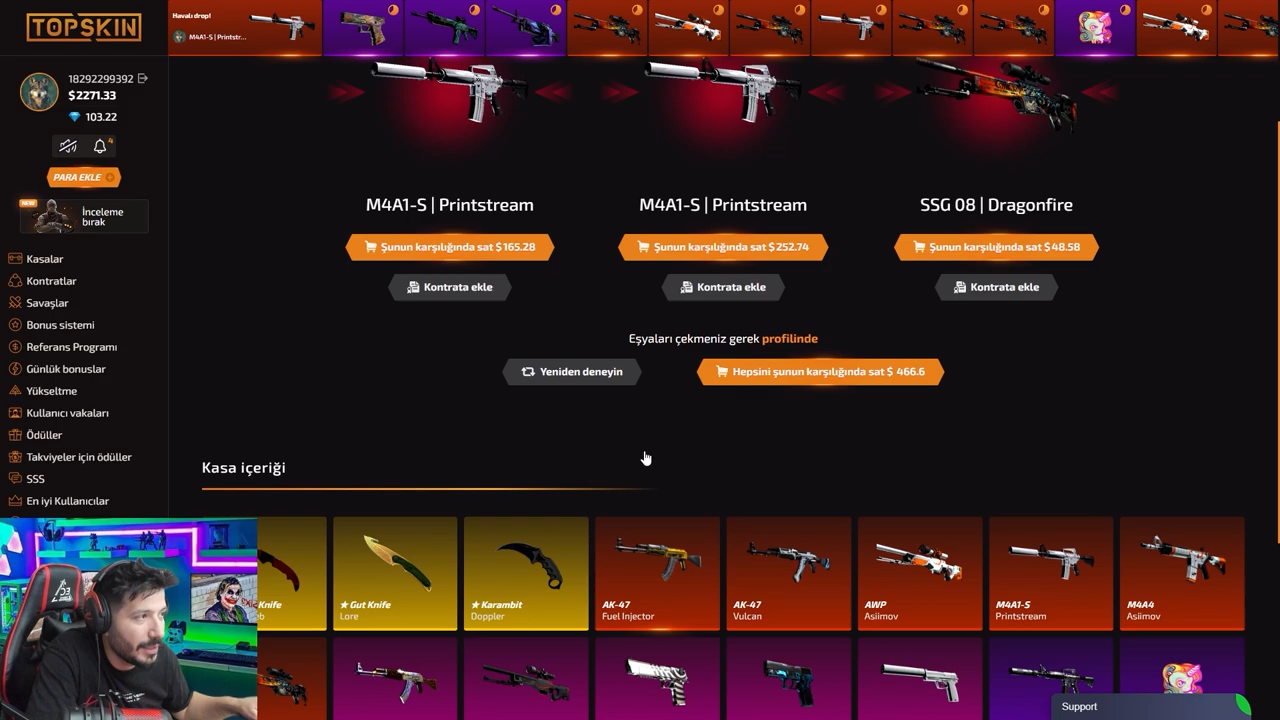 TOPSKIN
Havalı drop!
M4A1-S | Printstr...
18292299392
$2271.33
103.22
4
PARA EKLE
NEW
İnceleme
bırak
Kasalar
Kontratlar
Savaşlar
Bonus sistemi
Referans Programı
Günlük bonuslar
Yükseltme
Kullanıcı vakaları
Ödüller
Takviyeler için ödüller
SSS
En iyi Kullanıcılar
M4A1-S | Printstream
Şunun karşılığında sat $165.28
Kontrata ekle
M4A1-S | Printstream
Şunun karşılığında sat $252.74
Kontrata ekle
SSG 08 | Dragonfire
Şunun karşılığında sat $48.58
Kontrata ekle
Eşyaları çekmeniz gerek profilinde
Yeniden deneyin
Hepsini şunun karşılığında sat $ 466.6
Kasa içeriği
Knife
★ Gut Knife
Lore
★ Karambit
Doppler
AK-47
Fuel Injector
AK-47
Vulcan
AWP
Asiimov
M4A1-S
Printstream
M4A4
Asiimov
Support